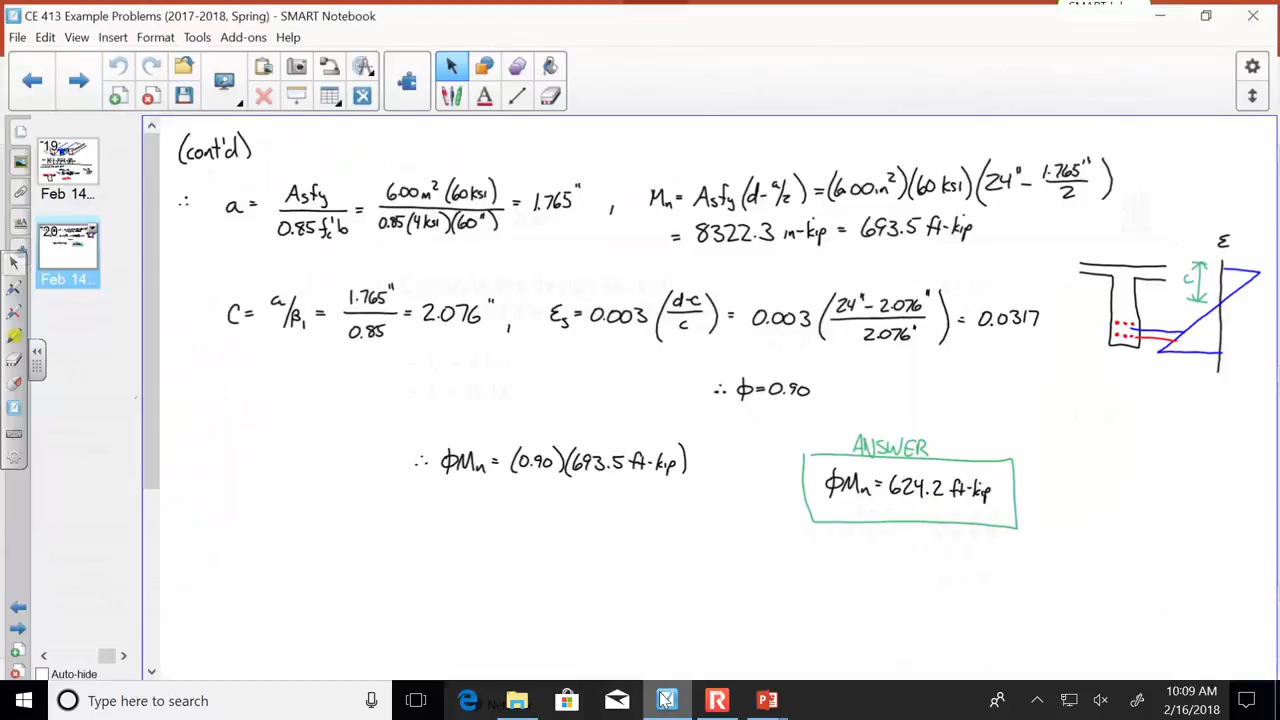 CE 413 Example Problems (2017-2018, Spring) - SMART Notebook
File Edit View Insert Format Tools Add-ons Help
19
Feb 14...
20
Feb 14...
(cont'd)
∴ a = Asfy / 0.85f'c b = 6.00in² (60ksi) / 0.85(4ksi)(60") = 1.765" , Mn = Asfy (d - a/2) = (6.00in²)(60ksi)(24" - 1.765"/2)
= 8322.3 in-kip = 693.5 ft-kip
ε
c
C = a/β1 = 1.765" / 0.85 = 2.076" , εs = 0.003 (d-c / c) = 0.003 (24" - 2.076" / 2.076") = 0.0317
∴ φ = 0.90
∴ φMn = (0.90)(693.5 ft-kip)
ANSWER
φMn = 624.2 ft-kip
Auto-hide
Type here to search
10:09 AM
2/16/2018